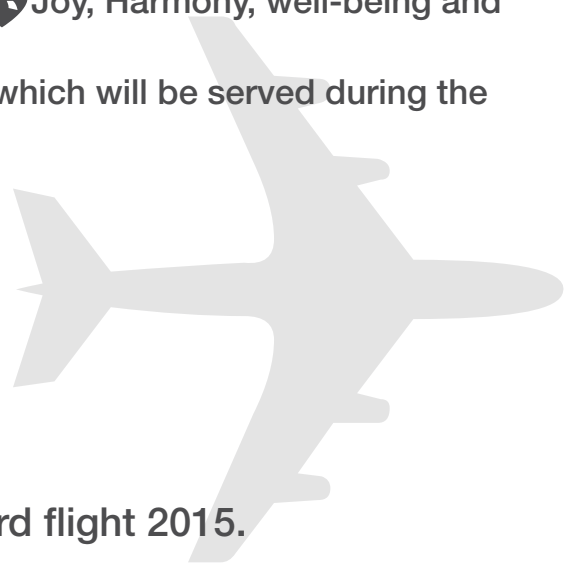 Joy, Harmony, well-being and
which will be served during the
rd flight 2015.